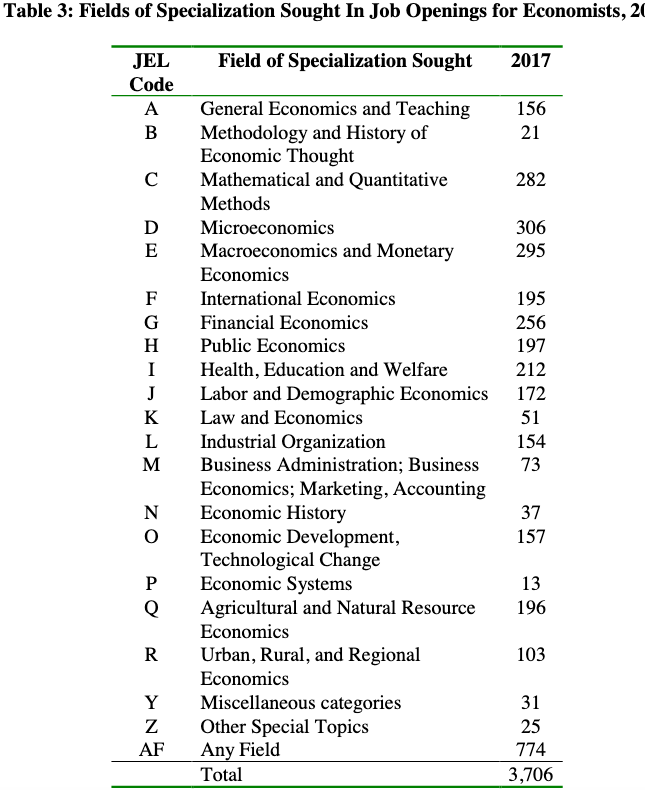 Table 3: Fields of Specialization Sought In Job Openings for Economists, 20
JEL Code Field of Specialization Sought 2017
A General Economics and Teaching 156
B Methodology and History of Economic Thought 21
C Mathematical and Quantitative Methods 282
D Microeconomics 306
E Macroeconomics and Monetary Economics 295
F International Economics 195
G Financial Economics 256
H Public Economics 197
I Health, Education and Welfare 212
J Labor and Demographic Economics 172
K Law and Economics 51
L Industrial Organization 154
M Business Administration; Business Economics; Marketing, Accounting 73
N Economic History 37
O Economic Development, Technological Change 157
P Economic Systems 13
Q Agricultural and Natural Resource Economics 196
R Urban, Rural, and Regional Economics 103
Y Miscellaneous categories 31
Z Other Special Topics 25
AF Any Field 774
Total 3,706